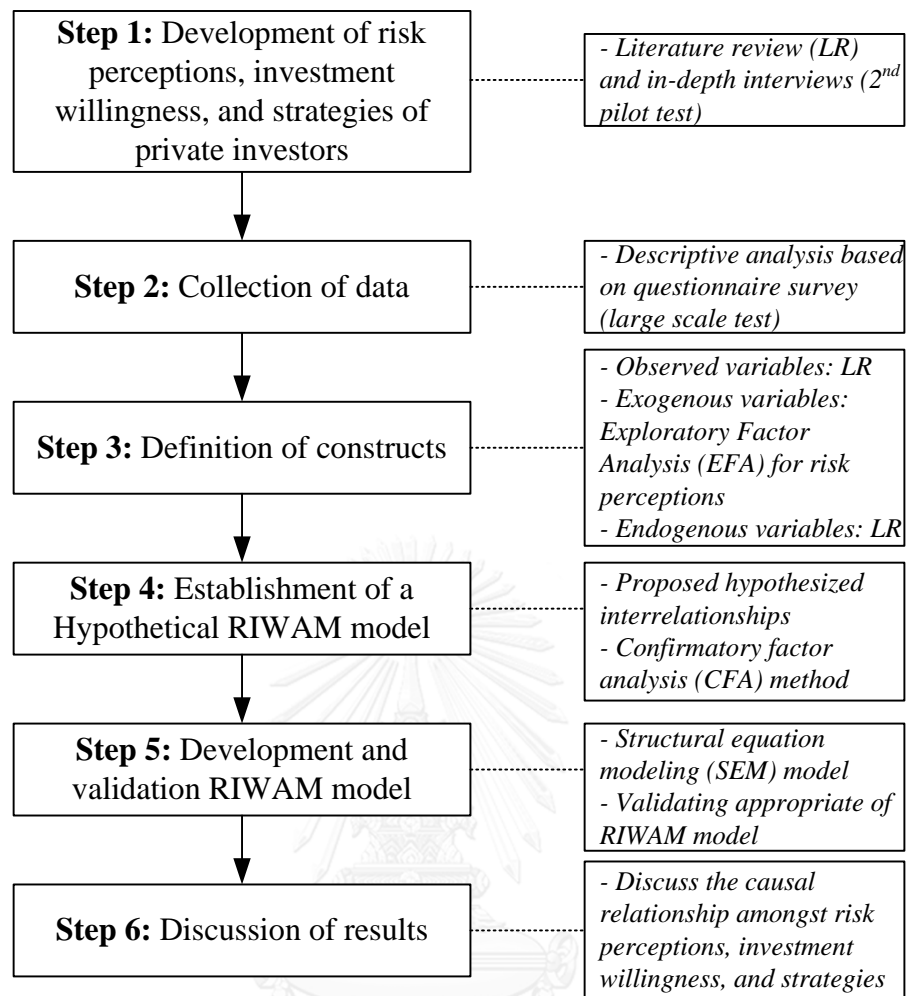 Step 1: Development of risk
perceptions, investment
willingness, and strategies of
private investors
- Literature review (LR)
and in-depth interviews (2nd
pilot test)
Step 2: Collection of data
- Descriptive analysis based
on questionnaire survey
(large scale test)
Step 3: Definition of constructs
- Observed variables: LR
- Exogenous variables:
Exploratory Factor
Analysis (EFA) for risk
perceptions
- Endogenous variables: LR
Step 4: Establishment of a
Hypothetical RIWAM model
- Proposed hypothesized
interrelationships
- Confirmatory factor
analysis (CFA) method
Step 5: Development and
validation RIWAM model
- Structural equation
modeling (SEM) model
- Validating appropriate of
RIWAM model
Step 6: Discussion of results
- Discuss the causal
relationship amongst risk
perceptions, investment
willingness, and strategies